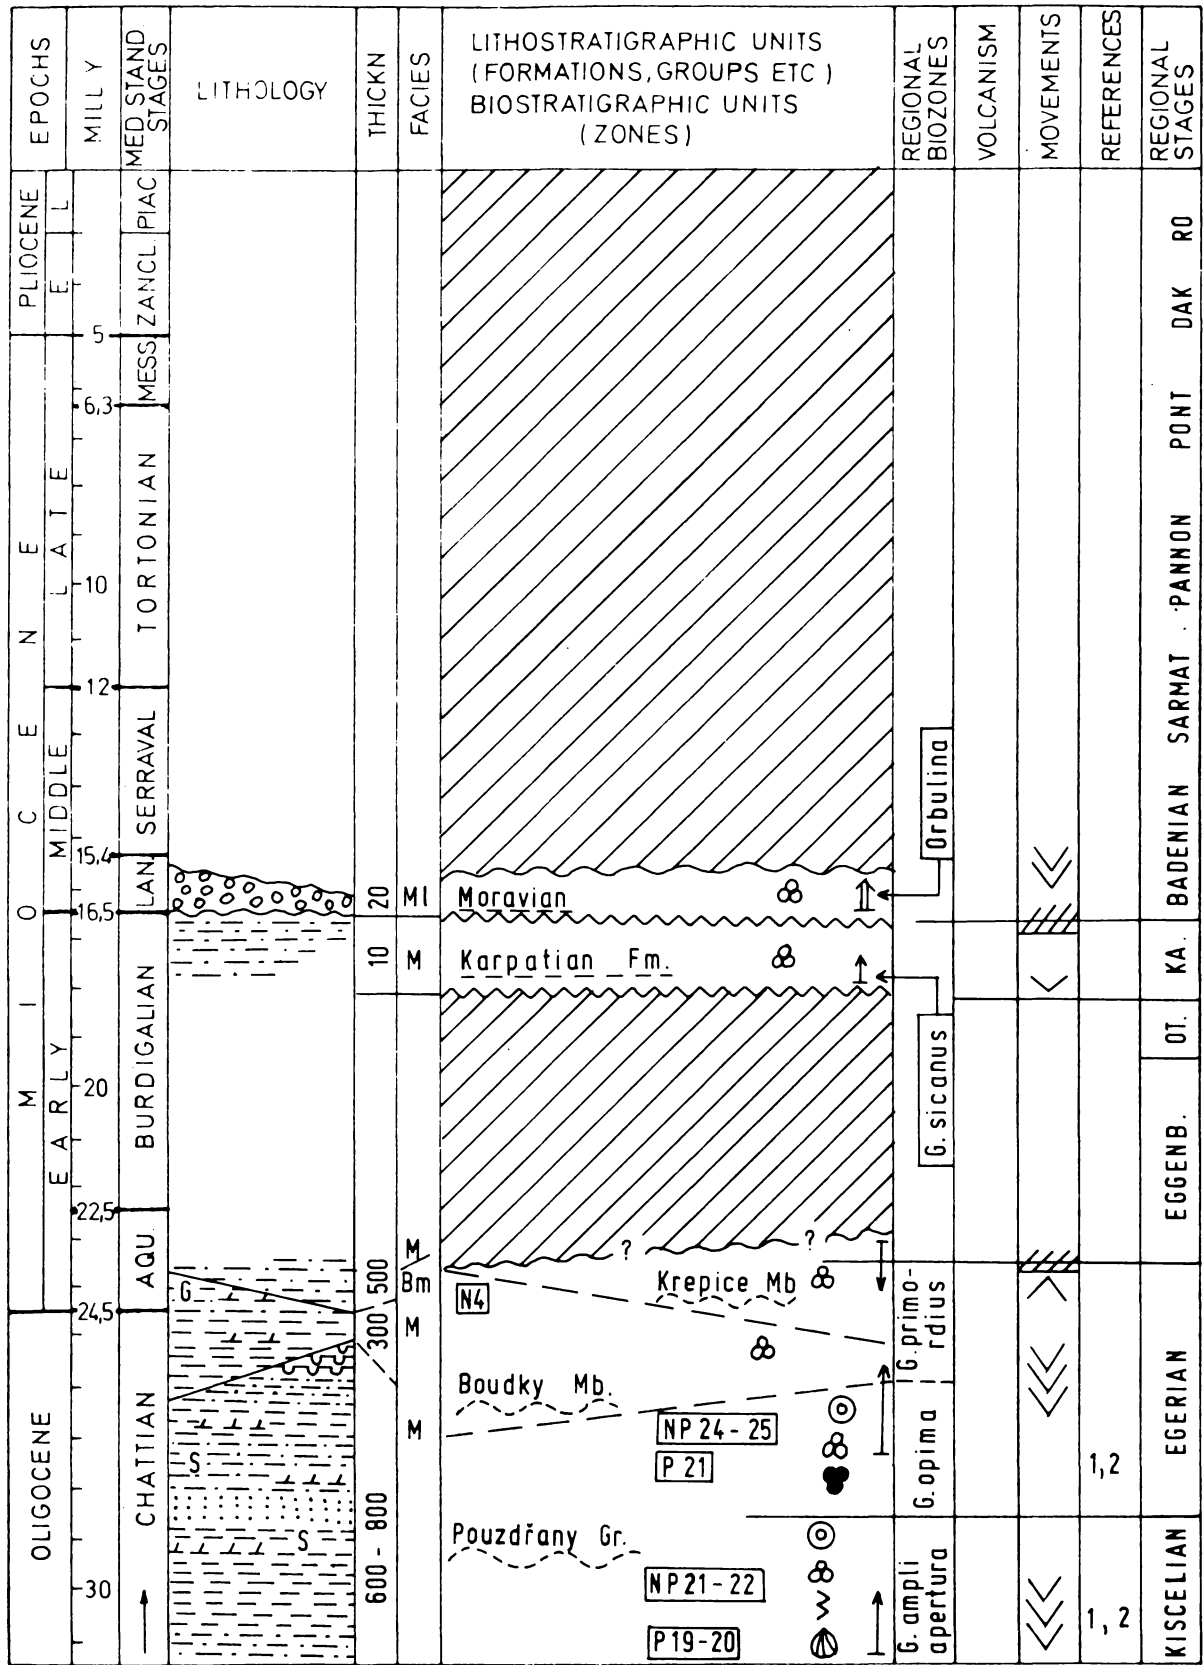 EPOCHS
MILL Y
MED STAND
STAGES
LITHOLOGY
THICKN
FACIES
LITHOSTRATIGRAPHIC UNITS
(FORMATIONS, GROUPS ETC)
BIOSTRATIGRAPHIC UNITS
(ZONES)
REGIONAL
BIOZONES
VOLCANISM
MOVEMENTS
REFERENCES
REGIONAL
STAGES
PLIOCENE
L
E
PIAC
ZANCL.
RO
DAK
5
MESS
6,3
PONT
MIOCENE
LATE
TORTONIAN
10
PANNON
12
MIDDLE
SERRAVAL
SARMAT.
Orbulina
BADENIAN
15,4
LAN
20
Ml
Moravian
16,5
10
M
Karpatian Fm.
KA.
EARLY
BURDIGALIAN
OT.
20
G. sicanus
EGGENB.
22,5
AQU
M
Bm
500
?
?
G
N4
Krepice Mb
24,5
300
M
G. primo-
rdius
OLIGOCENE
CHATTIAN
Boudky Mb.
M
NP 24-25
P 21
S
G. opima
1,2
EGERIAN
600 - 800
S
Pouzdřany Gr.
NP 21-22
30
P 19-20
G. ampli
apertura
1, 2
KISCELIAN